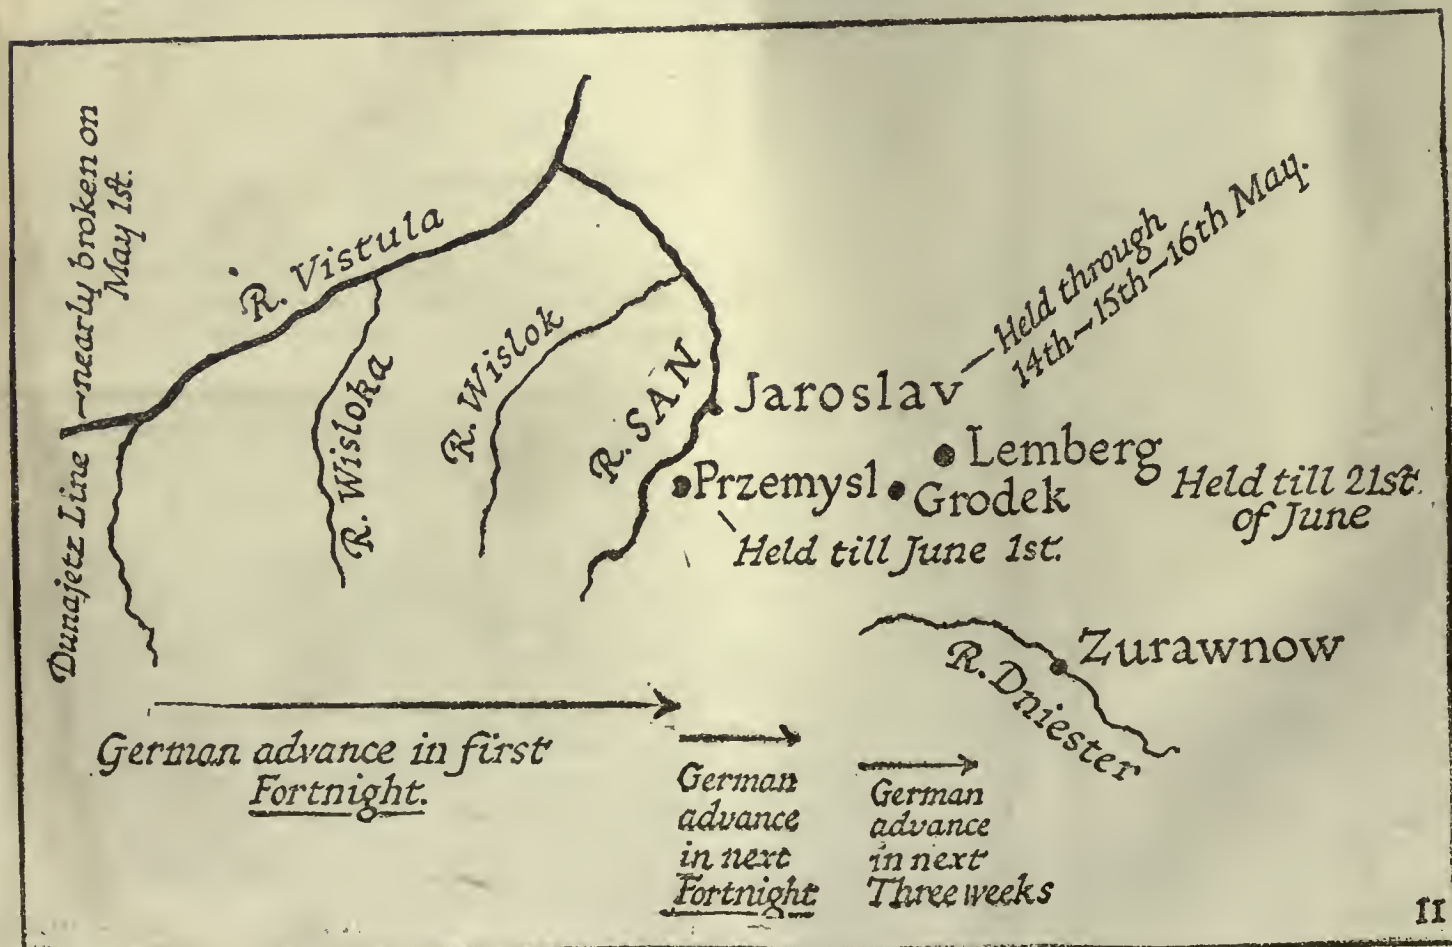 Dunajetz Line—nearly broken on
May 1st.
R. Vistula
R. Wisloka
R. Wislok
R. SAN
Jaroslav
Held through
14th—15th—16th May.
Lemberg
Przemysl
Grodek
Held till 21st.
of June
Held till June 1st.
Zurawnow
R. Dniester
German advance in first
Fortnight.
German
advance
in next
Fortnight
German
advance
in next
Three weeks
II